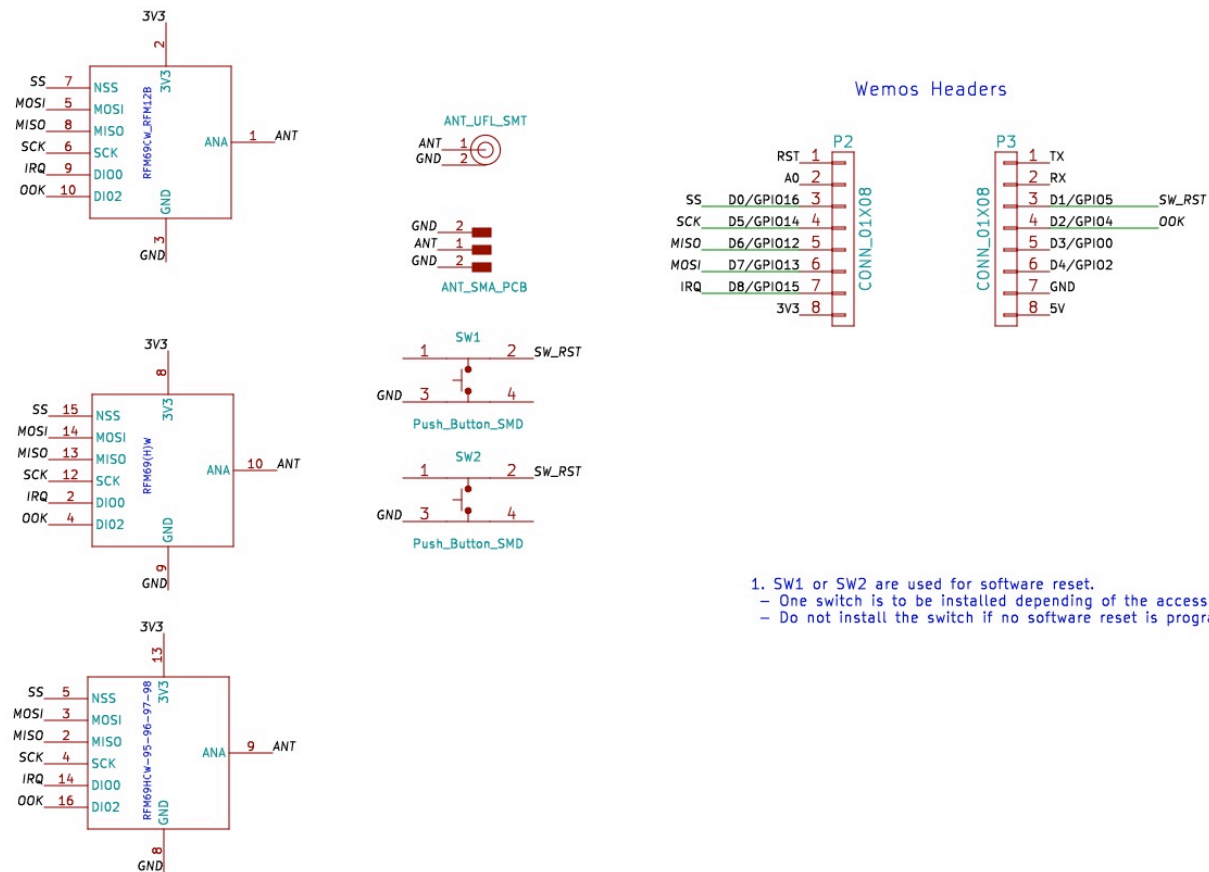 3V3
2
SS 7 NSS
MOSI 5 MOSI
MISO 8 MISO
SCK 6 SCK
IRQ 9 DIO0
OOK 10 DIO2
3V3
RFM69CW_RFM12B
ANA 1 ANT
GND
3
GND
3V3
8
SS 15 NSS
MOSI 14 MOSI
MISO 13 MISO
SCK 12 SCK
IRQ 2 DIO0
OOK 4 DIO2
3V3
RFM69(H)W
ANA 10 ANT
GND
9
GND
3V3
13
SS 5 NSS
MOSI 3 MOSI
MISO 2 MISO
SCK 4 SCK
IRQ 14 DIO0
OOK 16 DIO2
3V3
RFM69HCW-95-96-97-98
ANA 9 ANT
GND
8
GND
ANT_UFL_SMT
ANT 1
GND 2
GND 2
ANT 1
GND 2
ANT_SMA_PCB
SW1
1 2 SW_RST
GND 3 4
Push_Button_SMD
SW2
1 2 SW_RST
GND 3 4
Push_Button_SMD
Wemos Headers
P2
RST 1
A0 2
SS D0/GPIO16 3
SCK D5/GPIO14 4
MISO D6/GPIO12 5
MOSI D7/GPIO13 6
IRQ D8/GPIO15 7
3V3 8
CONN_01X08
P3
1 TX
2 RX
3 D1/GPIO5 SW_RST
4 D2/GPIO4 OOK
5 D3/GPIO0
6 D4/GPIO2
7 GND
8 5V
CONN_01X08
1. SW1 or SW2 are used for software reset.
– One switch is to be installed depending of the access
– Do not install the switch if no software reset is progra